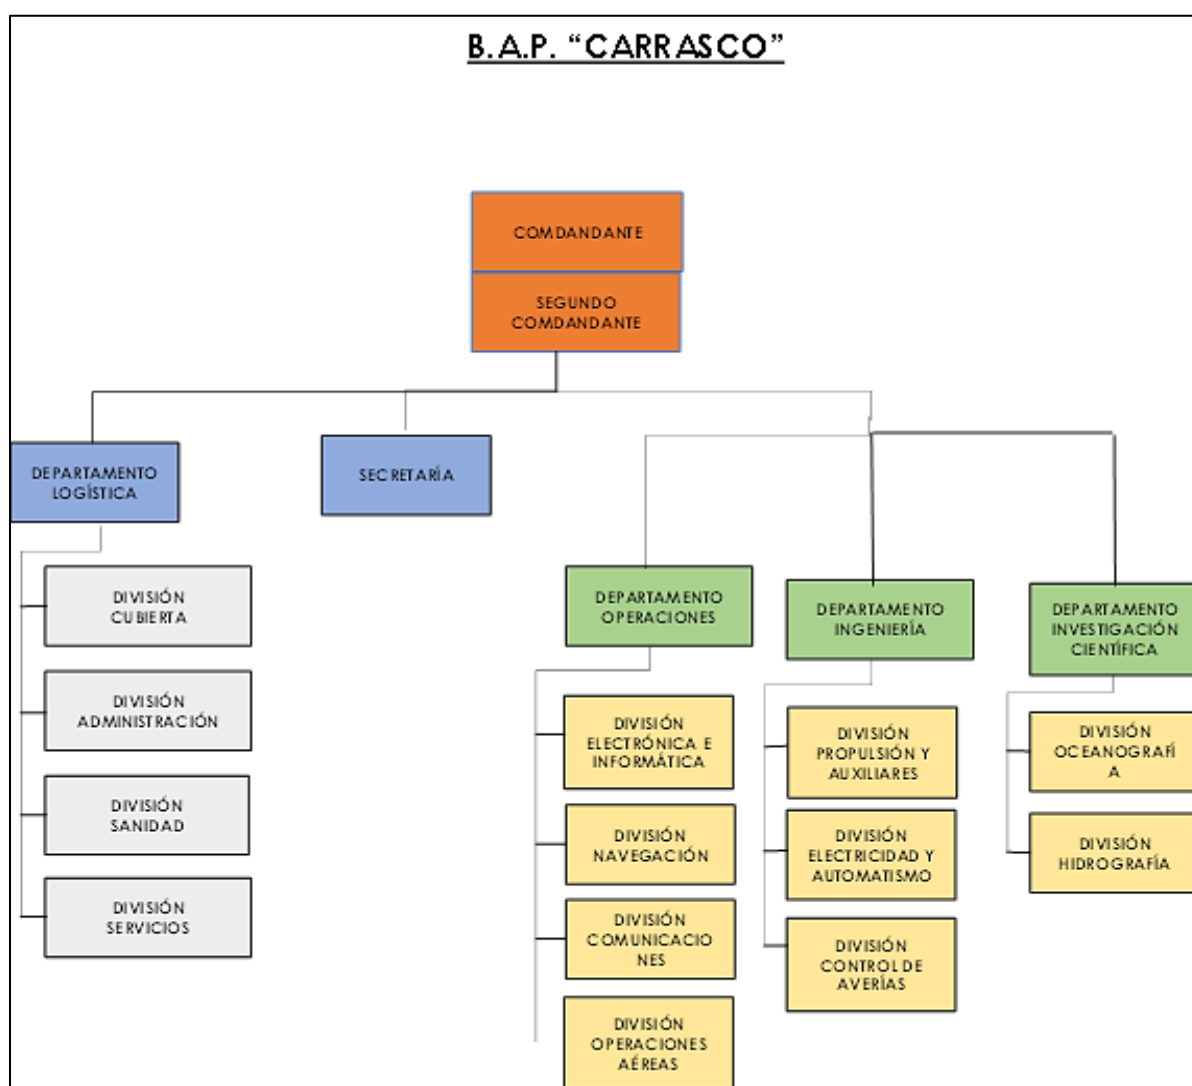 B.A.P. “CARRASCO”
COMDANDANTE
SEGUNDO
COMDANDANTE
DEPARTAMENTO
LOGÍSTICA
SECRETARÍA
DIVISIÓN
CUBIERTA
DIVISIÓN
ADMINISTRACIÓN
DIVISIÓN
SANIDAD
DIVISIÓN
SERVICIOS
DEPARTAMENTO
OPERACIONES
DIVISIÓN
ELECTRÓNICA E
INFORMÁTICA
DIVISIÓN
NAVEGACIÓN
DIVISIÓN
COMUNICACIO
NES
DIVISIÓN
OPERACIONES
AÉREAS
DEPARTAMENTO
INGENIERÍA
DIVISIÓN
PROPULSIÓN Y
AUXILIARES
DIVISIÓN
ELECTRICIDAD Y
AUTOMATISMO
DIVISIÓN
CONTROL DE
AVERÍAS
DEPARTAMENTO
INVESTIGACIÓN
CIENTÍFICA
DIVISIÓN
OCEANOGRAFÍ
A
DIVISIÓN
HIDROGRAFÍA